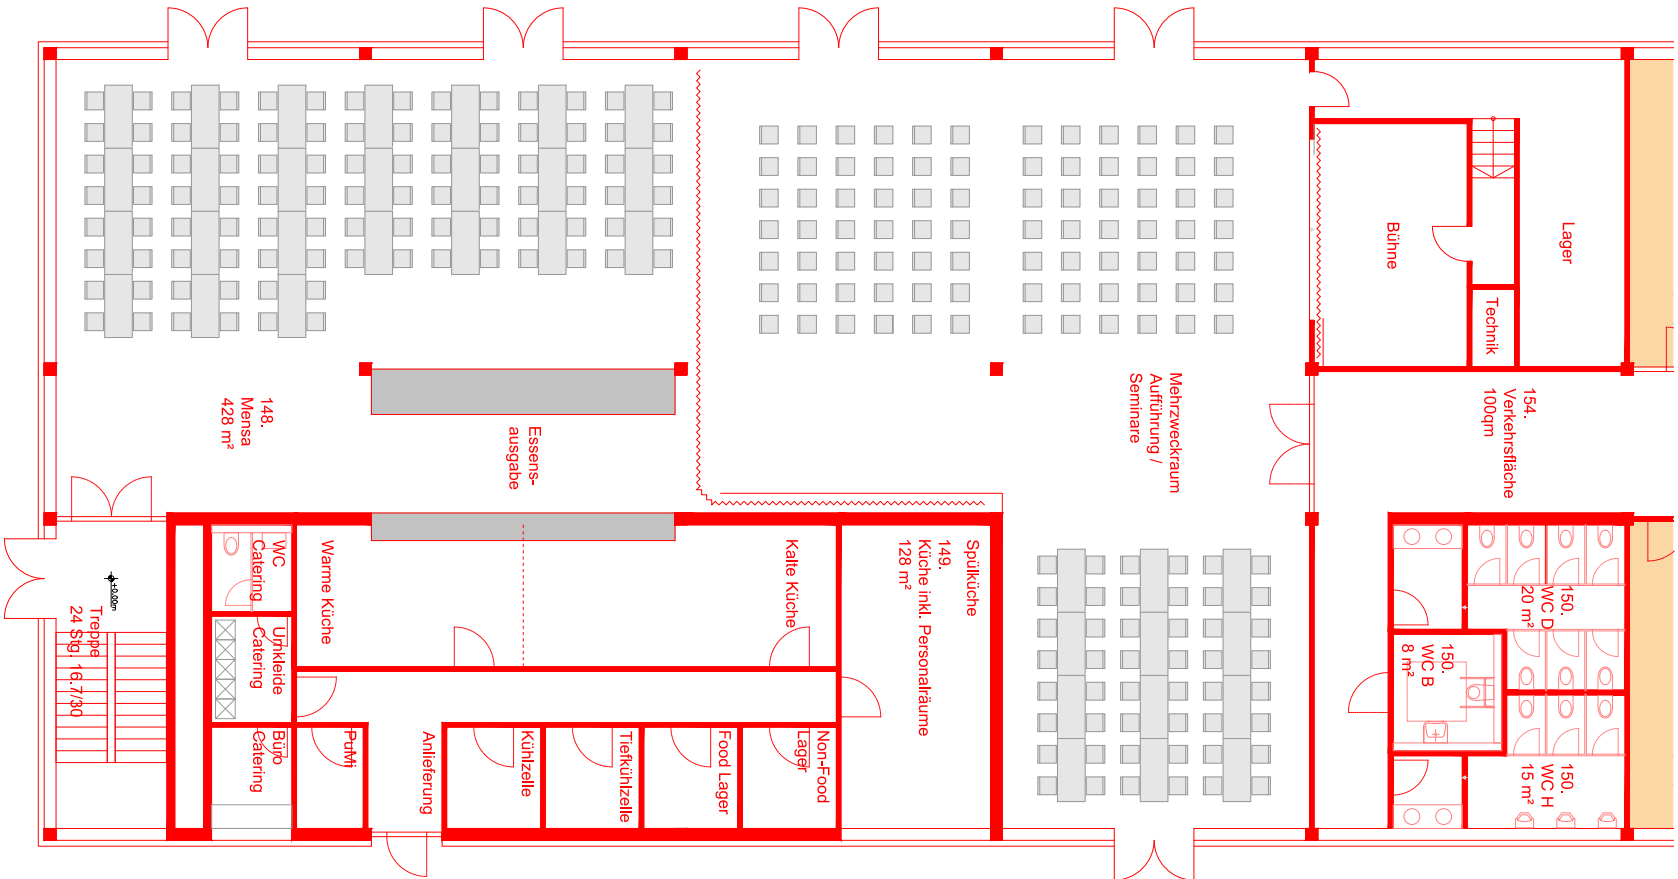 148.
Mensa
428 m²
Essens-
ausgabe
Mehrzweckraum
Aufführung /
Seminare
Bühne
Lager
Technik
154.
Verkehrsfläche
100qm
WC
Catering
Warme Küche
Kalte Küche
Spülküche
149.
Küche inkl. Personalräume
128 m²
150.
WC D
20 m²
150.
WC B
8 m²
150.
WC H
15 m²
±0.00m
Treppe
24 Stg. 16.7/30
Umkleide
Catering
Büro
Catering
PuMi
Anlieferung
Kühlzelle
Tiefkühlzelle
Food Lager
Non-Food
Lager